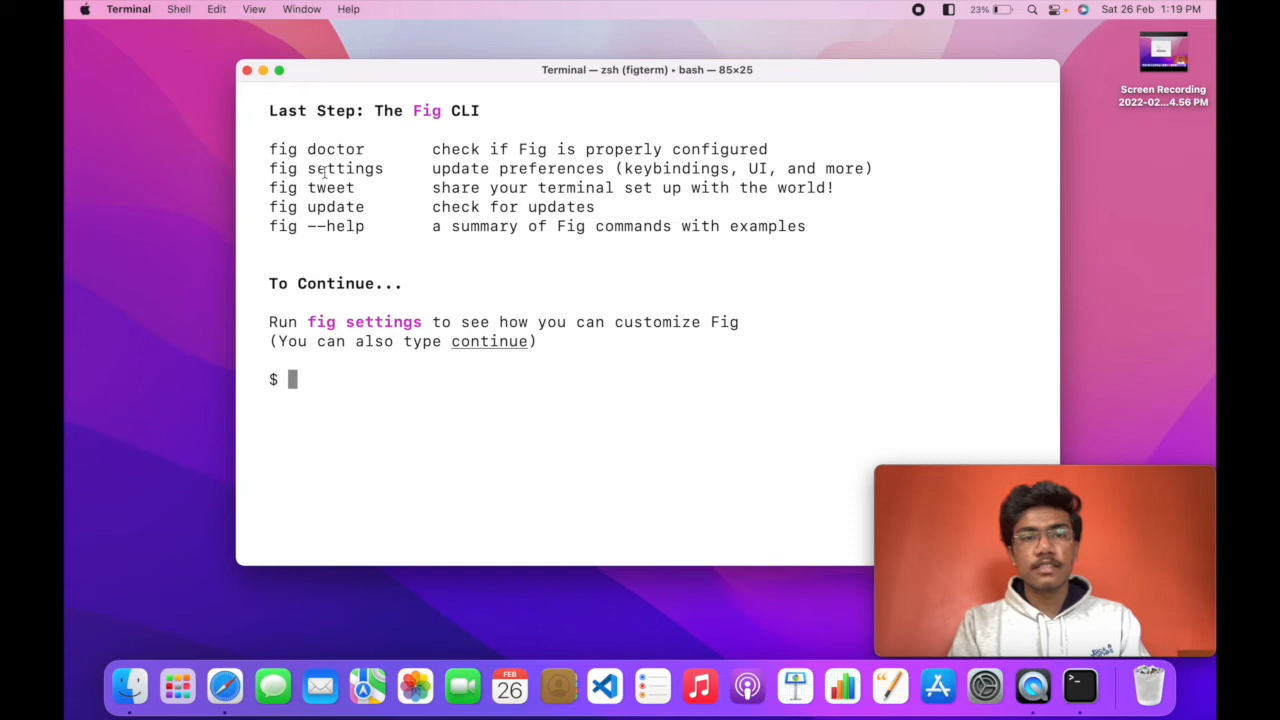 Terminal Shell Edit View Window Help 23% Sat 26 Feb 1:19 PM
Terminal — zsh (figterm) ▸ bash — 85×25
Screen Recording
2022-02...4.56 PM
Last Step: The Fig CLI
fig doctor check if Fig is properly configured
fig settings update preferences (keybindings, UI, and more)
fig tweet share your terminal set up with the world!
fig update check for updates
fig --help a summary of Fig commands with examples
To Continue...
Run fig settings to see how you can customize Fig
(You can also type continue)
$
FEB
26
>_